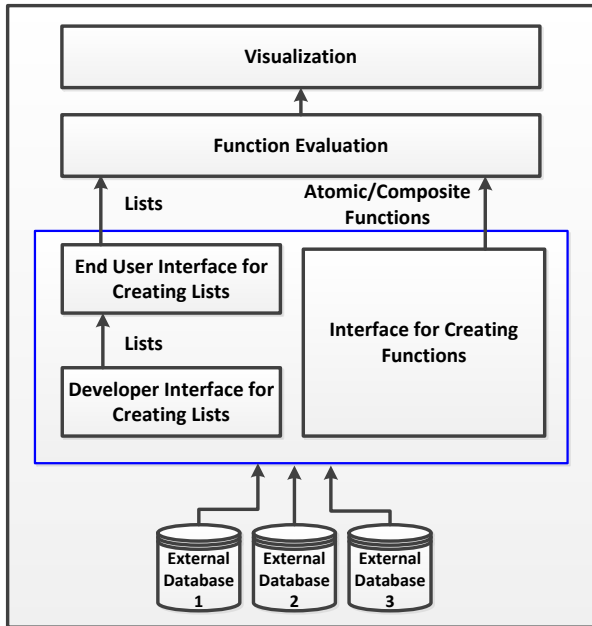 Visualization
Function Evaluation
Lists
Atomic/Composite
Functions
End User Interface for
Creating Lists
Lists
Developer Interface for
Creating Lists
Interface for Creating
Functions
External
Database
1
External
Database
2
External
Database
3